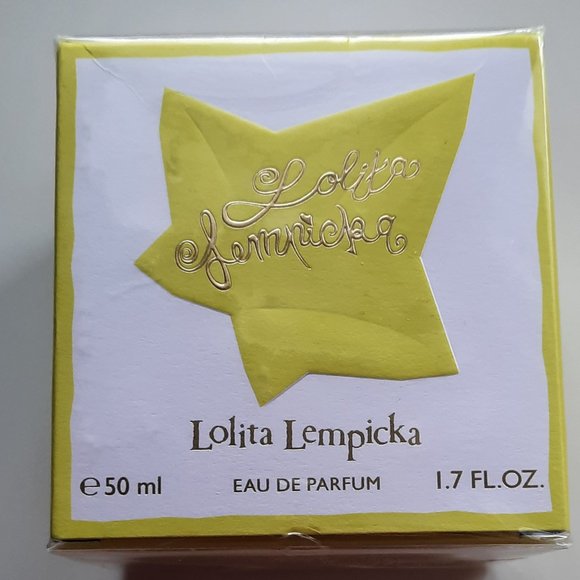 Lolita
Lempicka
Lolita Lempicka
℮ 50 ml EAU DE PARFUM 1.7 FL.OZ.